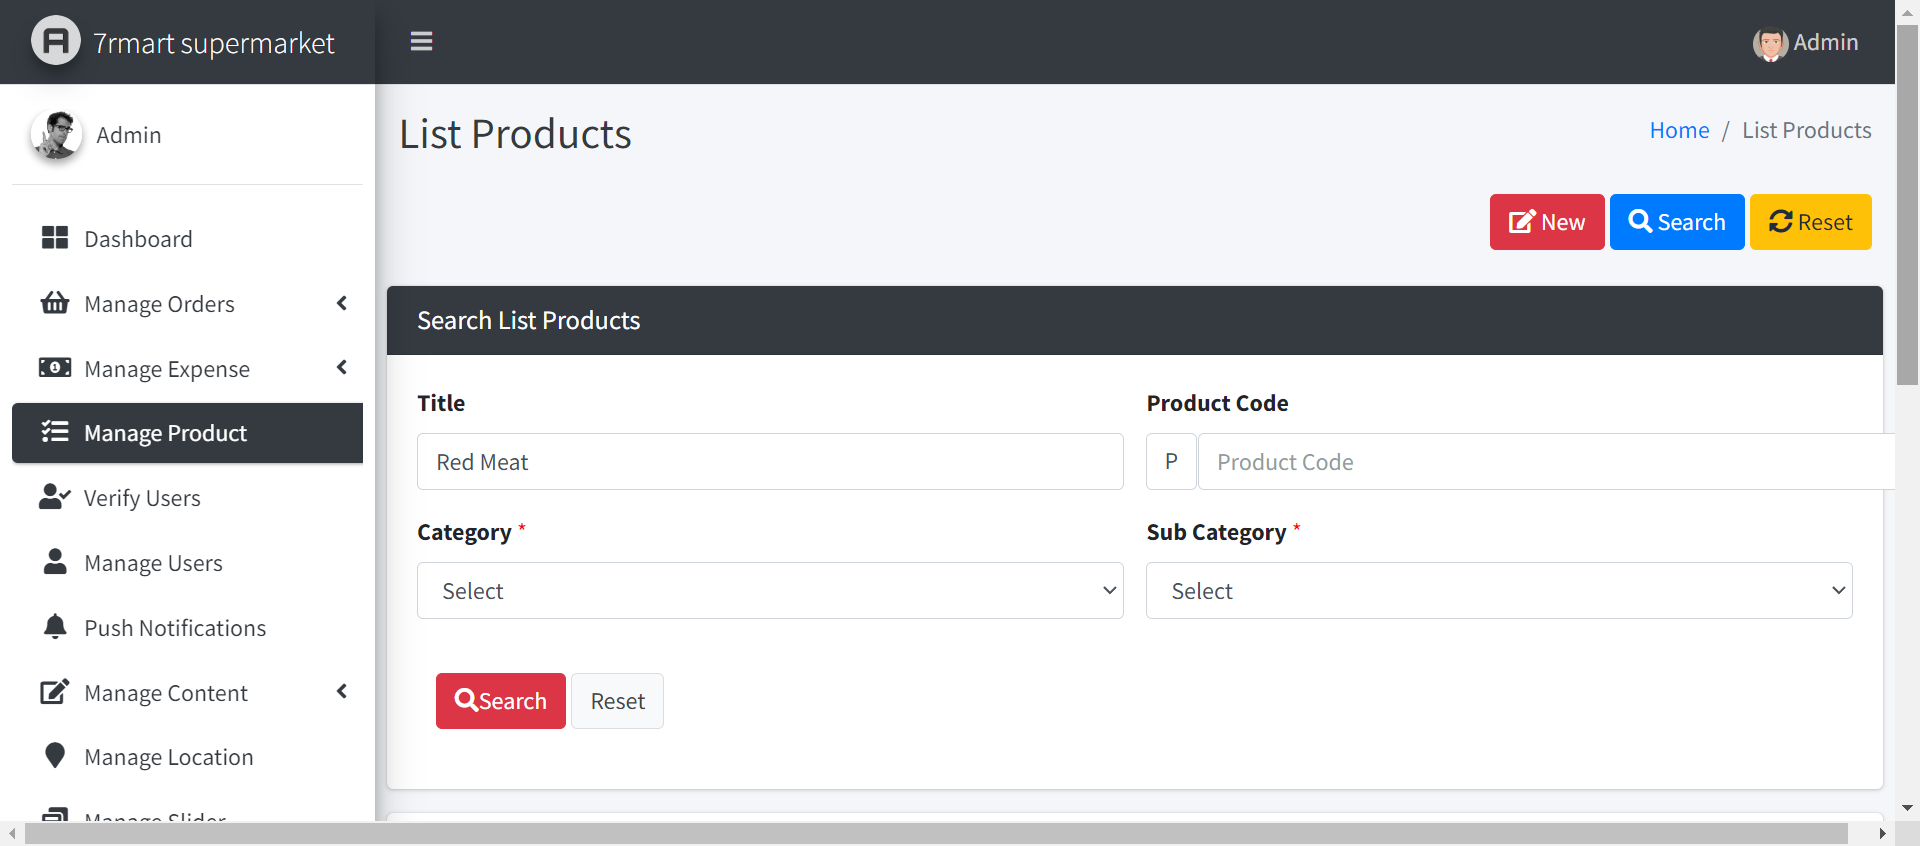 7rmart supermarket
Admin
Admin
List Products
Home / List Products
New
Search
Reset
Dashboard
Manage Orders
Manage Expense
Manage Product
Verify Users
Manage Users
Push Notifications
Manage Content
Manage Location
Manage Slider
Search List Products
Title
Product Code
Red Meat
P
Product Code
Category *
Sub Category *
Select
Select
Search
Reset